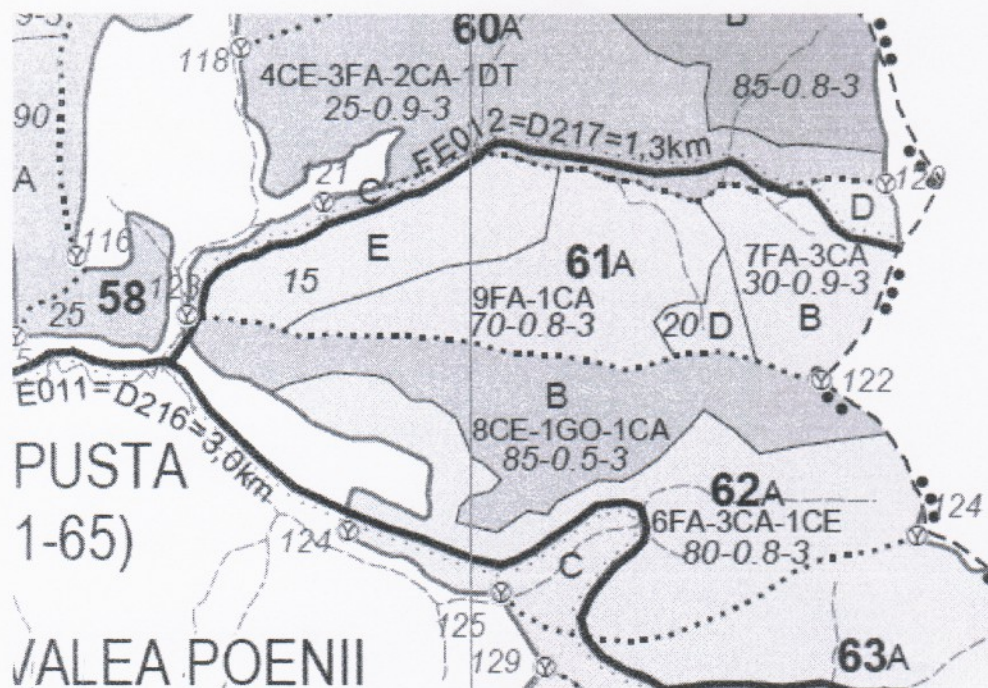 60A
B
118
4CE-3FA-2CA-1DT
25-0.9-3
85-0.8-3
90
FE012=D217=1,3km
A
21
C
D
116
E
61A
7FA-3CA
30-0.9-3
58
123
15
9FA-1CA
70-0.8-3
20
D
B
25
122
E011=D216=3,0km
B
8CE-1GO-1CA
85-0.5-3
PUSTA
62A
124
6FA-3CA-1CE
80-0.8-3
1-65)
124
C
125
VALEA POENII
129
63A